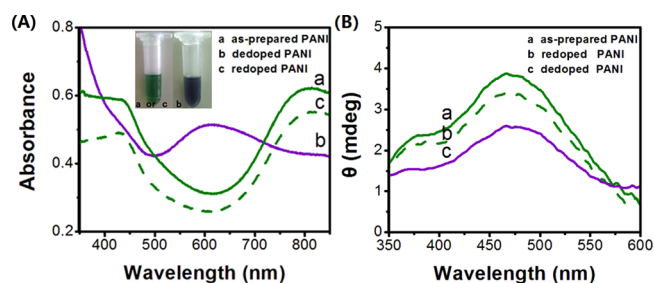 (A)
0.8
0.6
0.4
0.2
Absorbance
a as-prepared PANI
b dedoped PANI
c redoped PANI
a or c b
a
c
b
400 500 600 700 800
Wavelength (nm)
(B)
5
4
3
2
1
0
θ (mdeg)
a as-prepared PANI
b redoped PANI
c dedoped PANI
a
b
c
350 400 450 500 550 600
Wavelength (nm)